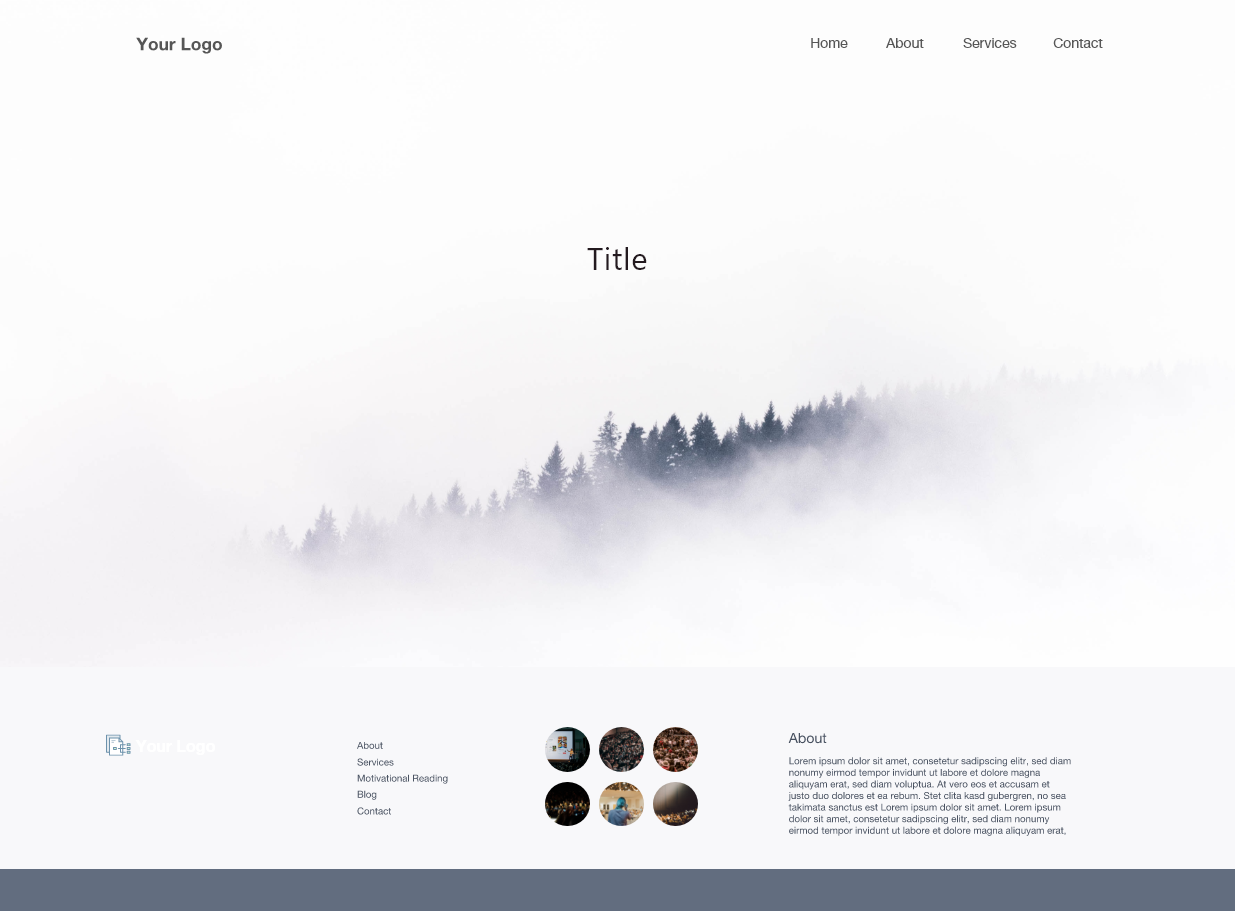 Your Logo
Home About Services Contact
Title
Your Logo
About
Services
Motivational Reading
Blog
Contact
About
Lorem ipsum dolor sit amet, consetetur sadipscing elitr, sed diam
nonumy eirmod tempor invidunt ut labore et dolore magna
aliquyam erat, sed diam voluptua. At vero eos et accusam et
justo duo dolores et ea rebum. Stet clita kasd gubergren, no sea
takimata sanctus est Lorem ipsum dolor sit amet. Lorem ipsum
dolor sit amet, consetetur sadipscing elitr, sed diam nonumy
eirmod tempor invidunt ut labore et dolore magna aliquyam erat,